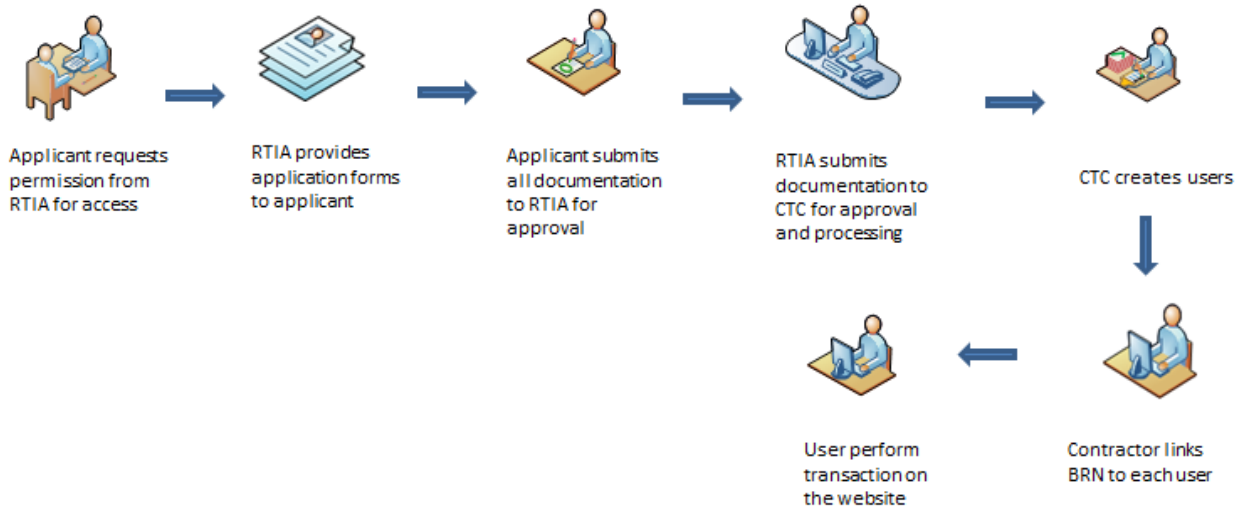 Applicant requests
permission from
RTIA for access
RTIA provides
application forms
to applicant
Applicant submits
all documentation
to RTIA for
approval
RTIA submits
documentation to
CTC for approval
and processing
CTC creates users
Contractor links
BRN to each user
User perform
transaction on
the website